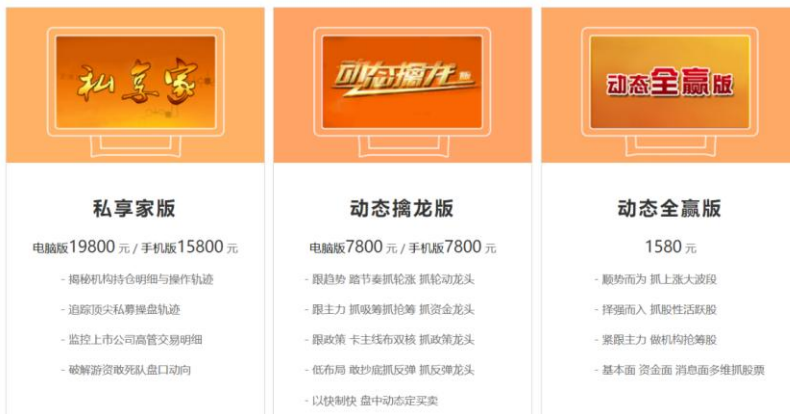 私享家
动态擒龙版
动态全赢版
私享家版
电脑版19800 元 / 手机版15800 元
- 揭秘机构持仓明细与操作轨迹
- 追踪顶尖私募操盘轨迹
- 监控上市公司高管交易明细
- 破解游资敢死队盘口动向
动态擒龙版
电脑版7800 元 / 手机版7800 元
- 跟趋势 踏节奏抓轮涨 抓轮动龙头
- 跟主力 抓吸筹抓抢筹 抓资金龙头
- 跟政策 卡主线布双核 抓政策龙头
- 低布局 敢抄底抓反弹 抓反弹龙头
- 以快制快 盘中动态定买卖
动态全赢版
1580 元
- 顺势而为 抓上涨大波段
- 择强而入 抓股性活跃股
- 紧跟主力 做机构抢筹股
- 基本面 资金面 消息面多维抓股票